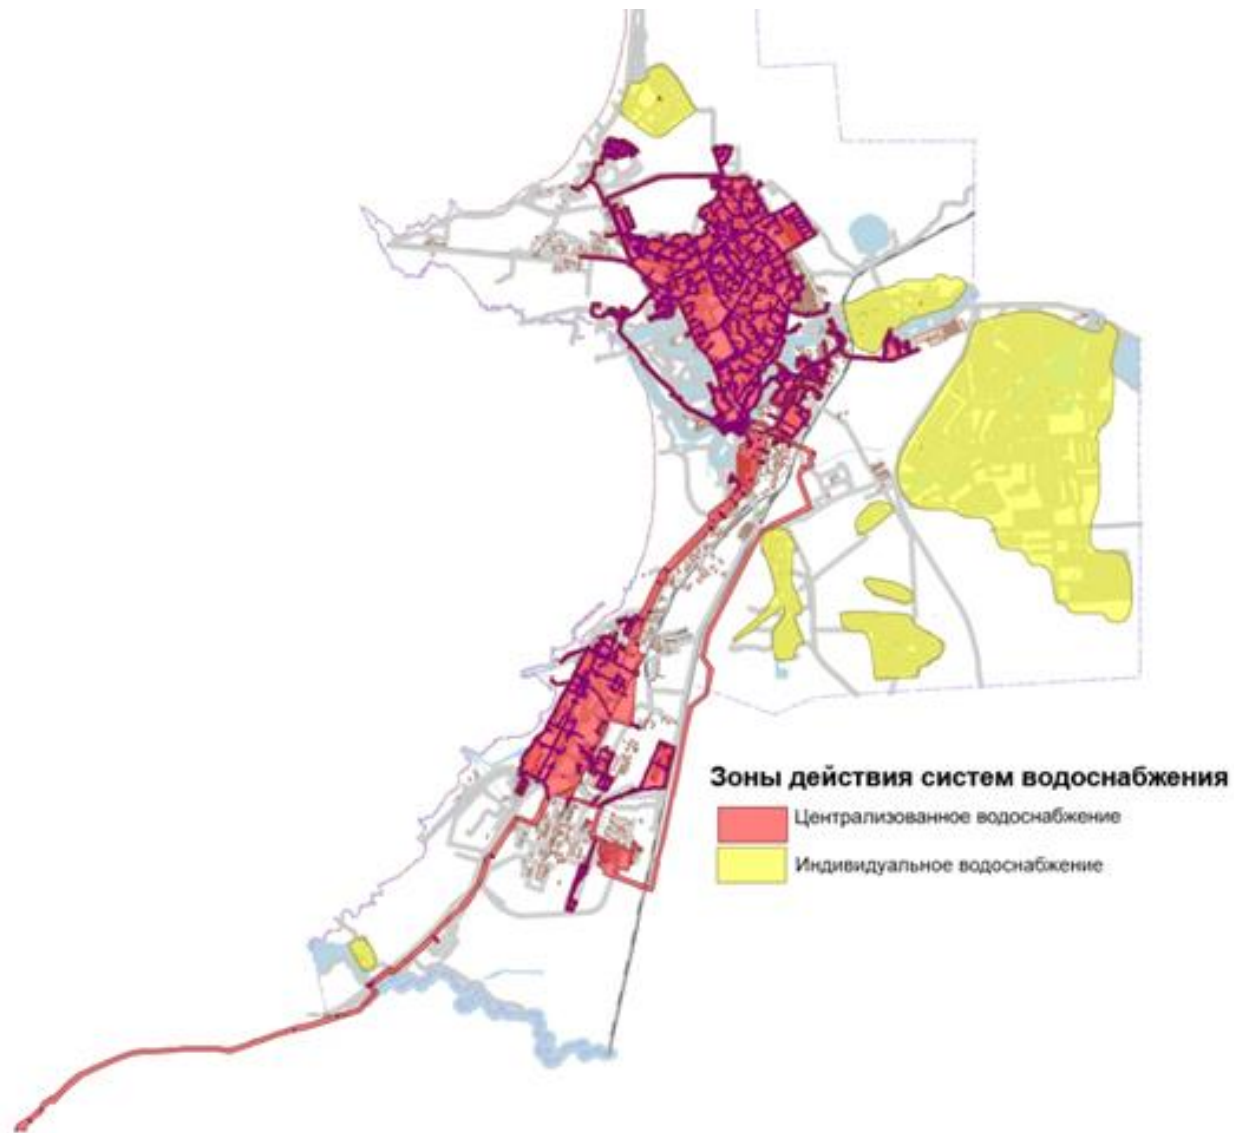 Зоны действия систем водоснабжения
Централизованное водоснабжение
Индивидуальное водоснабжение